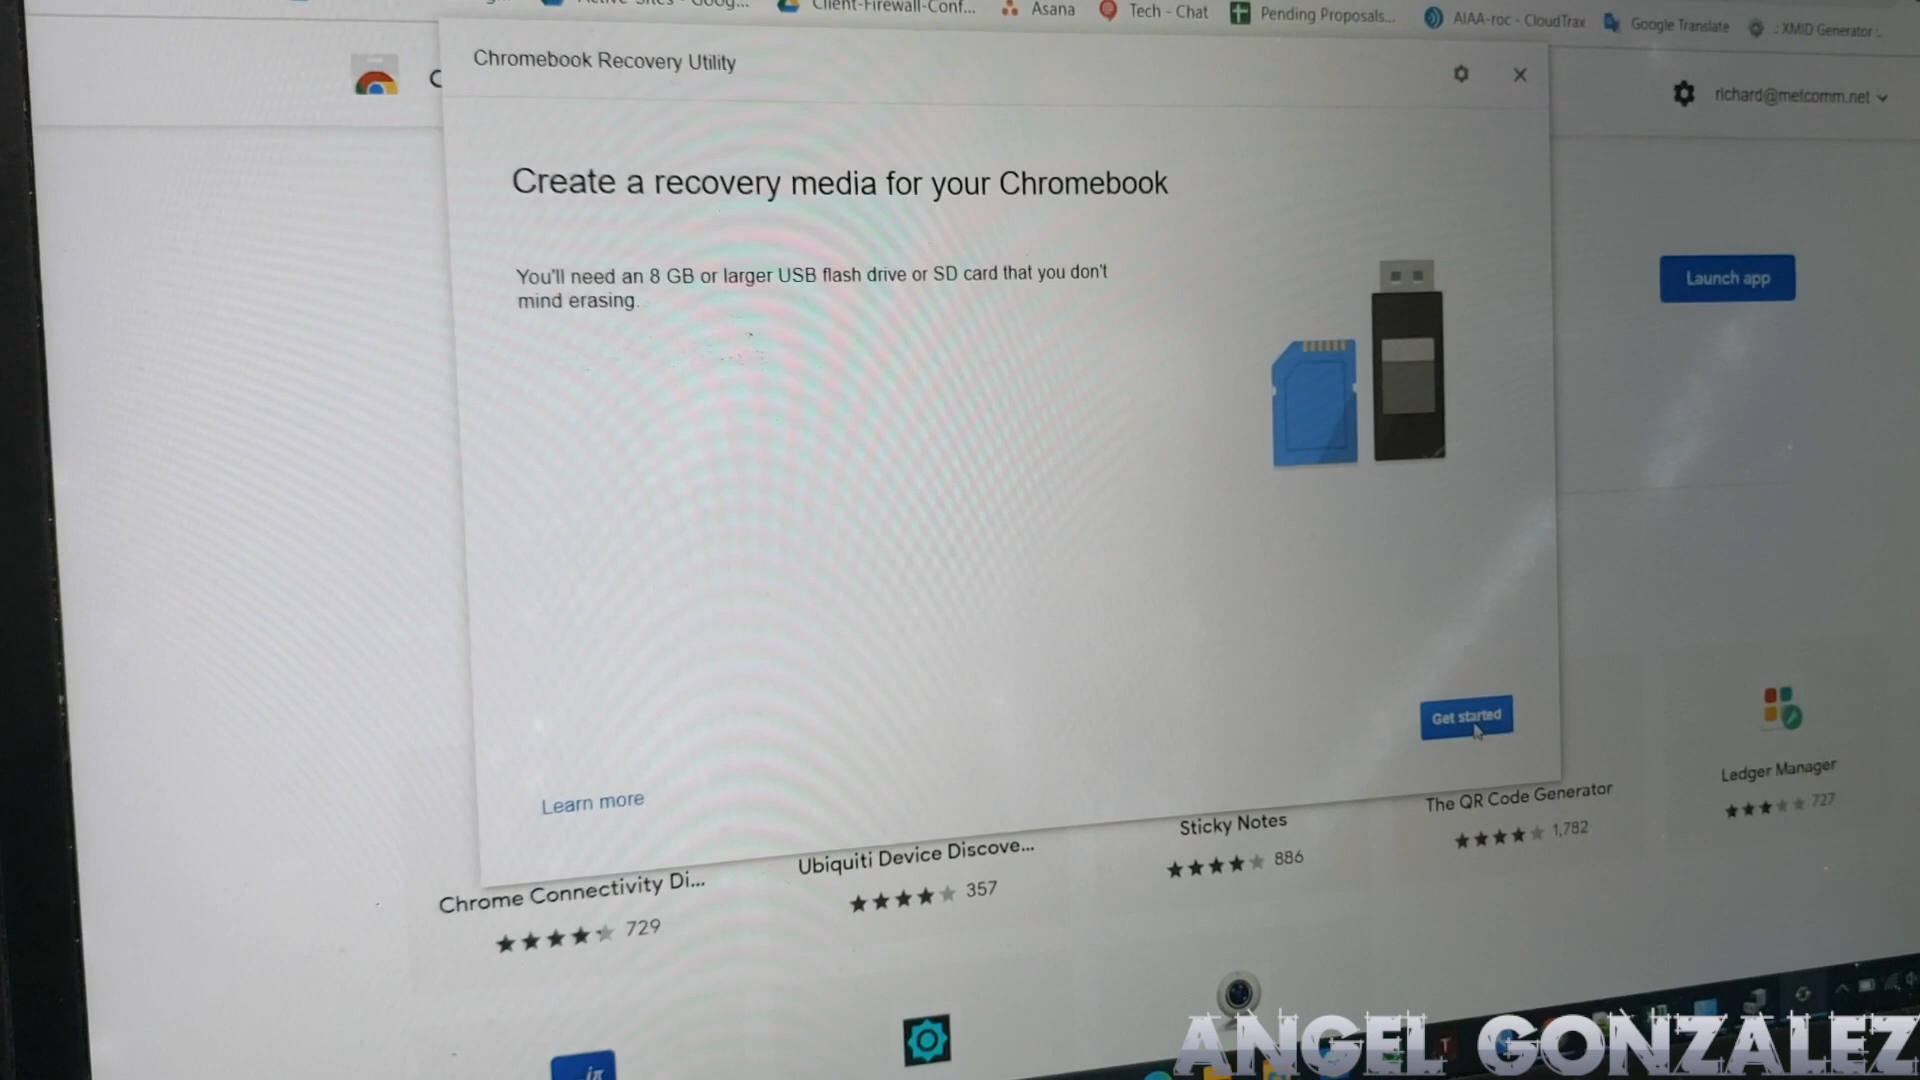 Asana
Tech - Chat
Pending Proposals...
AIAA-roc - CloudTrax
Google Translate
.: XMID Generator :.
Client-Firewall-Conf...
Chromebook Recovery Utility
richard@metcomm.net
Create a recovery media for your Chromebook
You'll need an 8 GB or larger USB flash drive or SD card that you don't
mind erasing.
Launch app
Get started
Learn more
Chrome Connectivity Di...
729
Ubiquiti Device Discove...
357
Sticky Notes
886
The QR Code Generator
1,782
Ledger Manager
727
ANGEL GONZALEZ